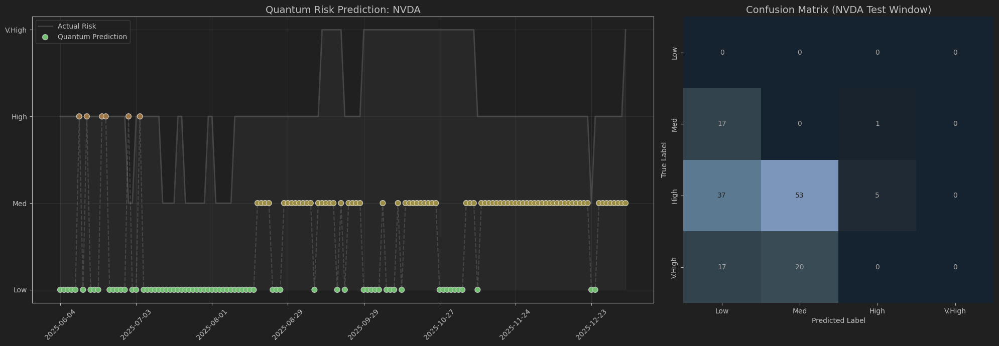 Quantum Risk Prediction: NVDA
Actual Risk
Quantum Prediction
V.High
High
Med
Low
2025-06-04
2025-07-03
2025-08-01
2025-08-29
2025-09-29
2025-10-27
2025-11-24
2025-12-23
Confusion Matrix (NVDA Test Window)
True Label
Low
0 0 0 0
Med
17 0 1 0
High
37 53 5 0
V.High
17 20 0 0
Low Med High V.High
Predicted Label